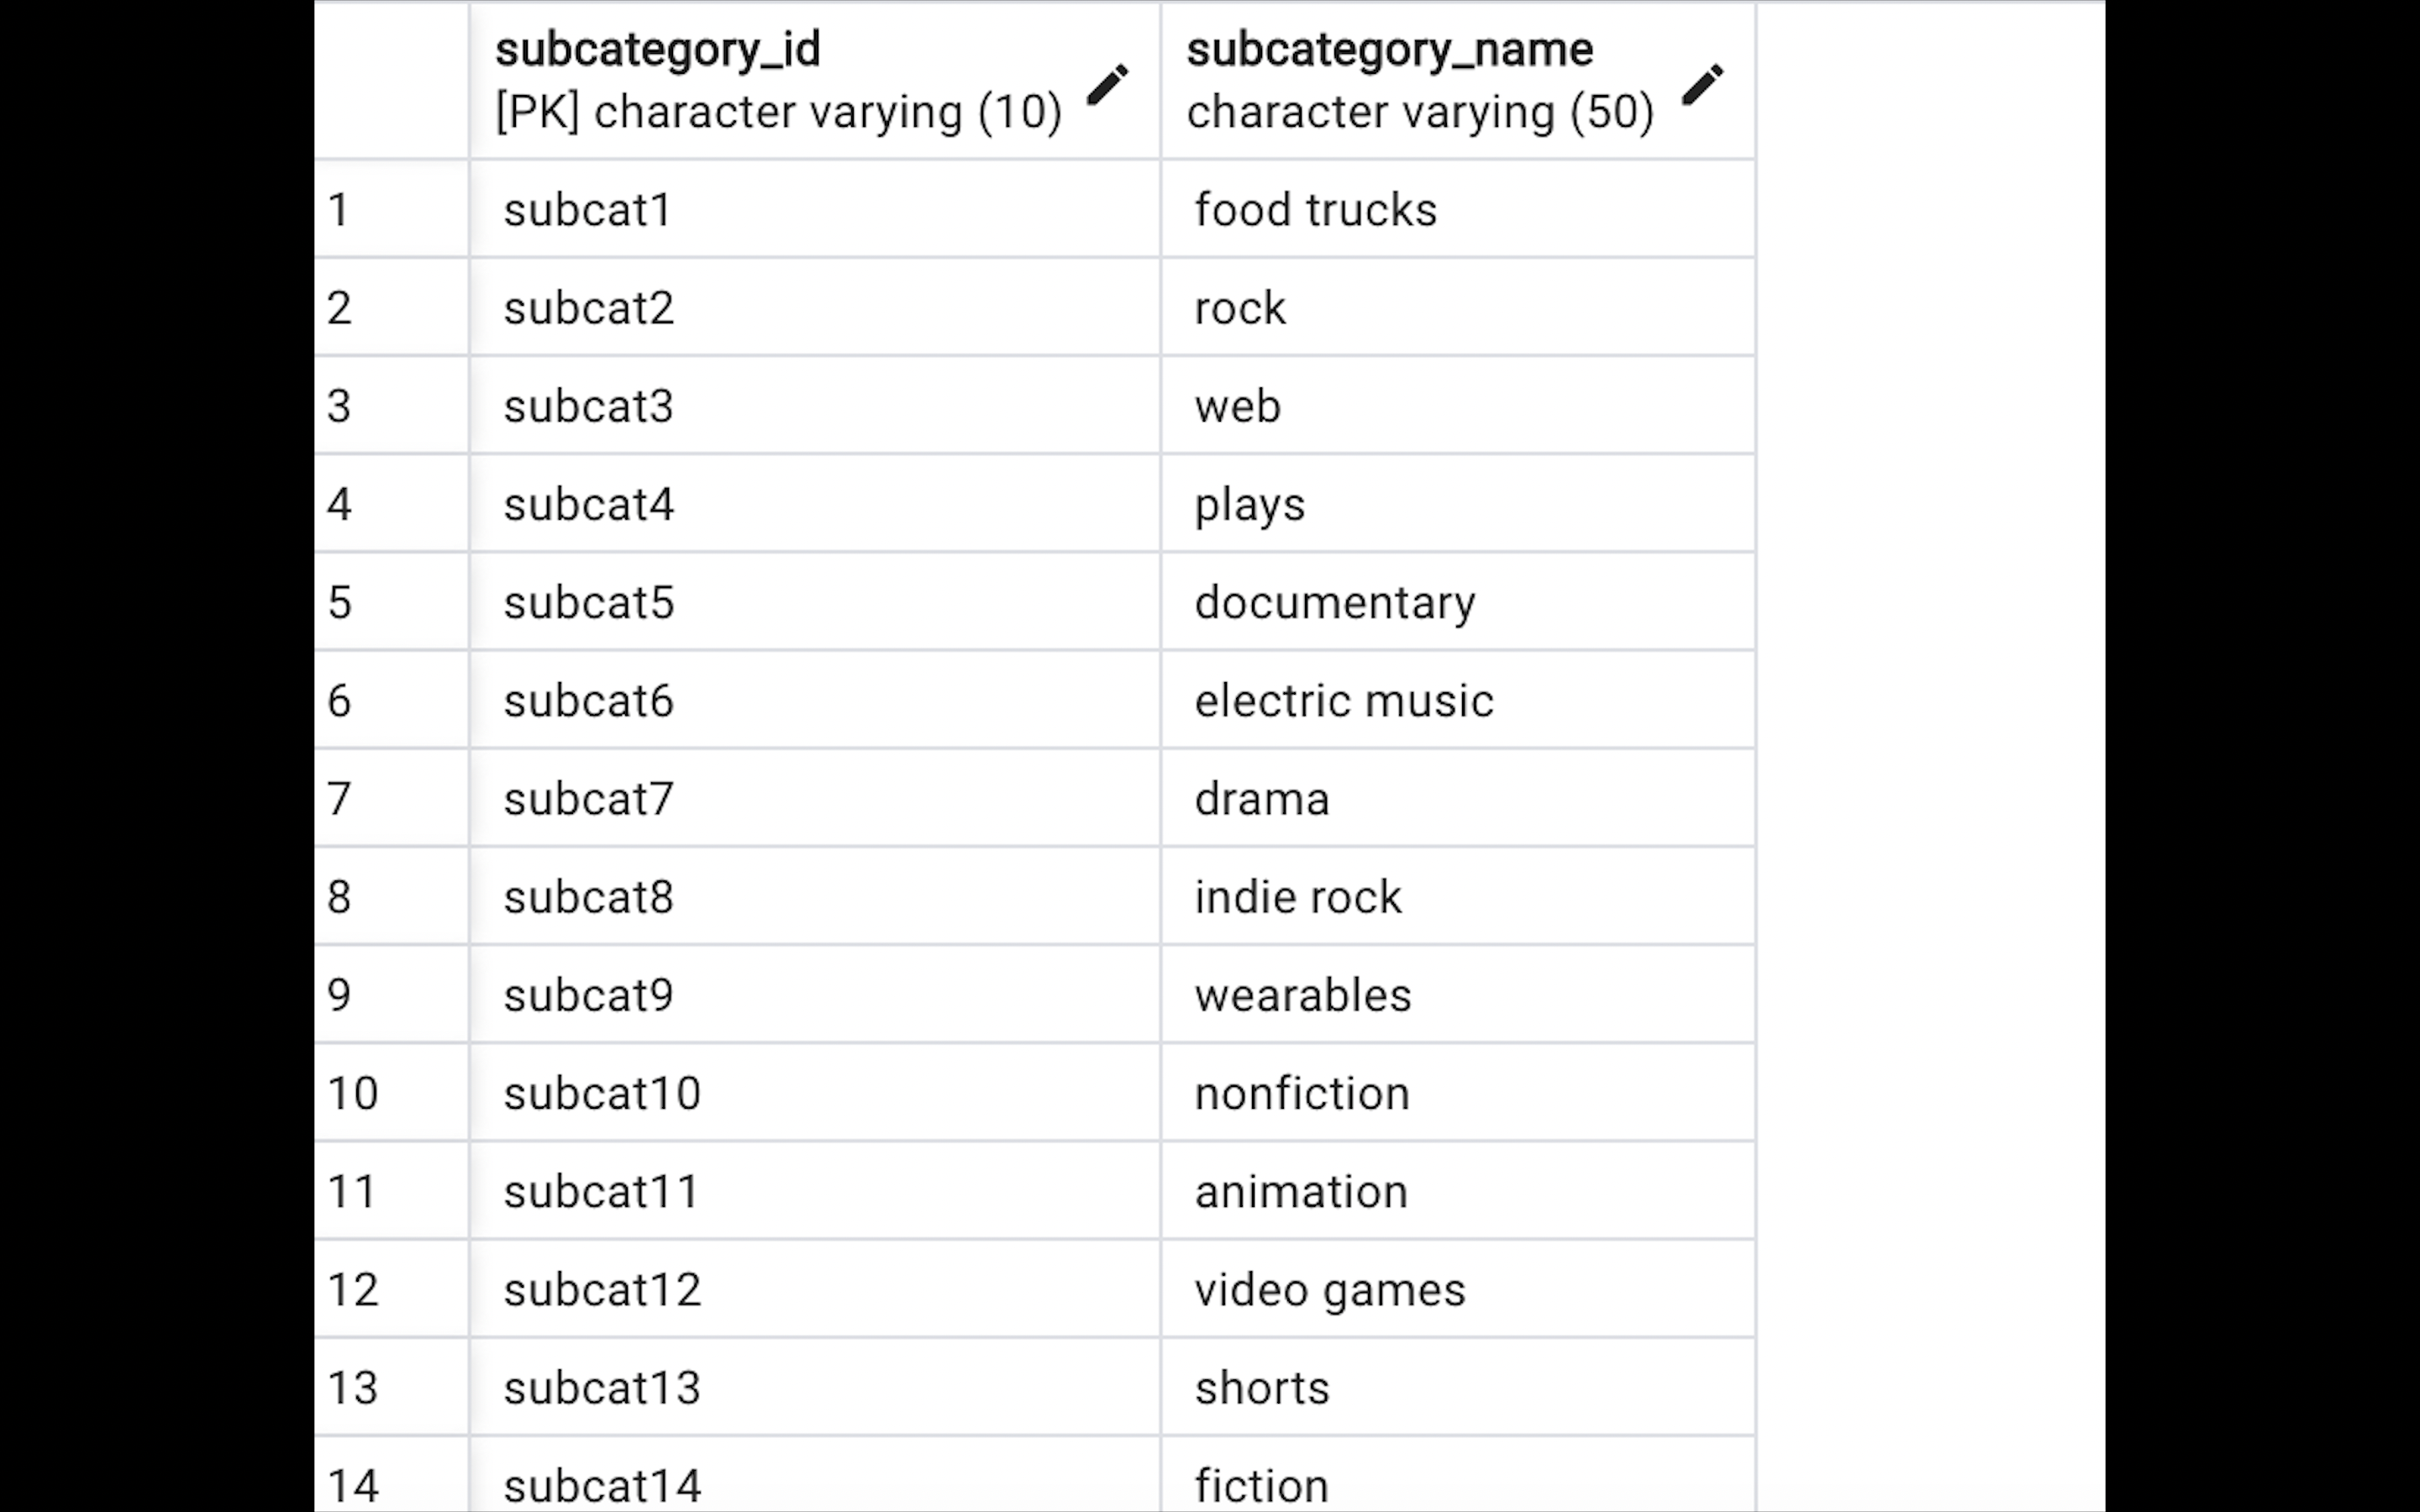 subcategory_id subcategory_name
[PK] character varying (10) character varying (50)
1 subcat1 food trucks
2 subcat2 rock
3 subcat3 web
4 subcat4 plays
5 subcat5 documentary
6 subcat6 electric music
7 subcat7 drama
8 subcat8 indie rock
9 subcat9 wearables
10 subcat10 nonfiction
11 subcat11 animation
12 subcat12 video games
13 subcat13 shorts
14 subcat14 fiction